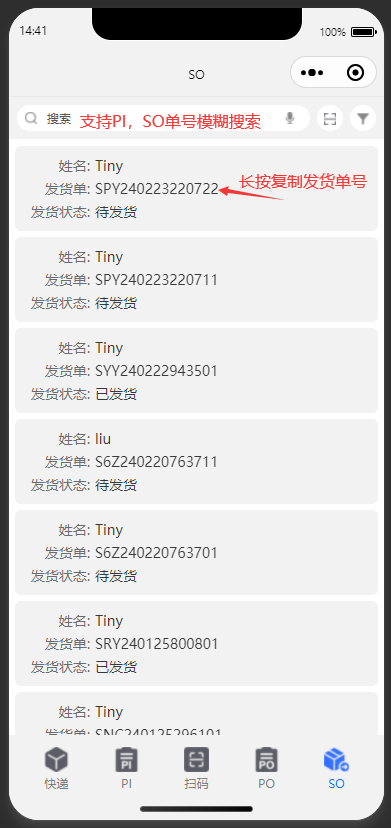 14:41
100%
SO
搜索 支持PI，SO单号模糊搜索
姓名: Tiny
发货单: SPY240223220722
长按复制发货单号
发货状态: 待发货
姓名: Tiny
发货单: SPY240223220711
发货状态: 待发货
姓名: Tiny
发货单: SYY240222943501
发货状态: 已发货
姓名: liu
发货单: S6Z240220763711
发货状态: 待发货
姓名: Tiny
发货单: S6Z240220763701
发货状态: 待发货
姓名: Tiny
发货单: SRY240125800801
发货状态: 已发货
姓名: Tiny
发货单: SNC240125296101
快递 PI 扫码 PO SO